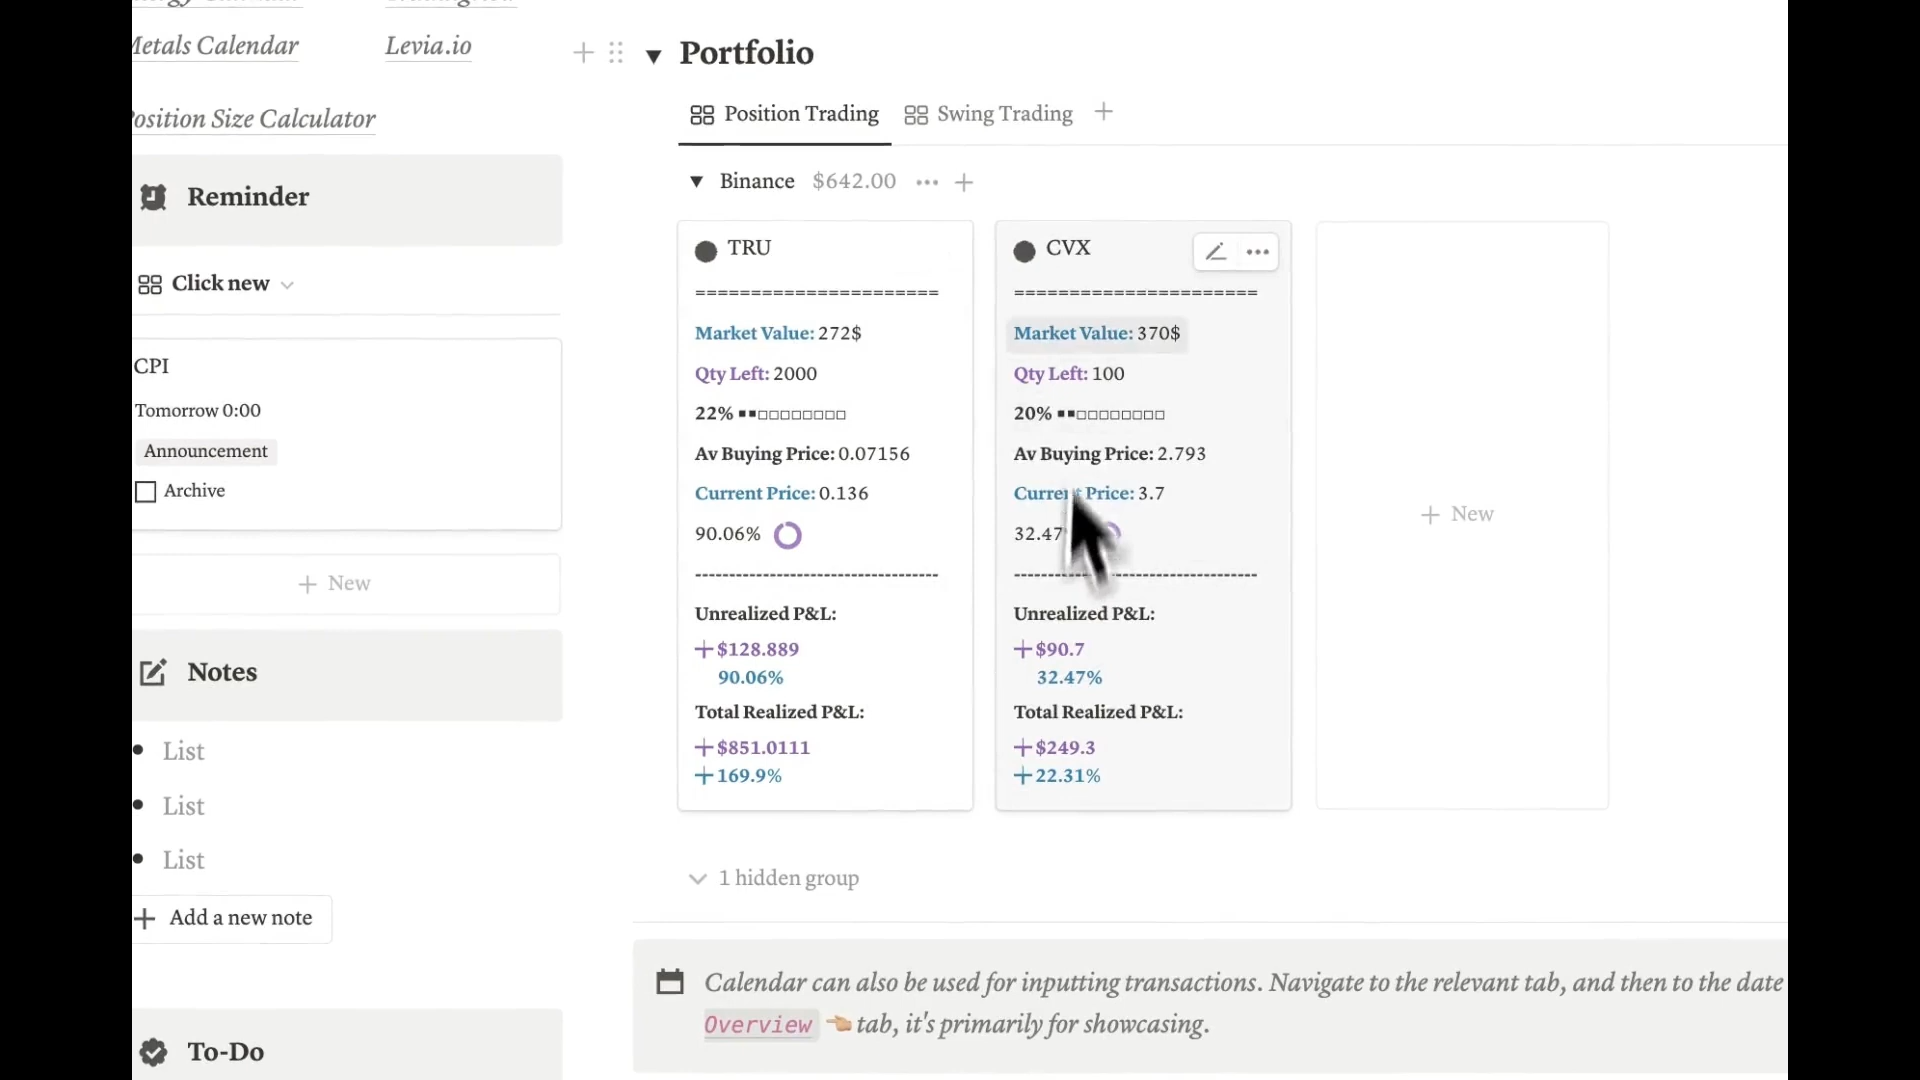 Metals Calendar
Levia.io
Position Size Calculator
Reminder
Click new
CPI
Tomorrow 0:00
Announcement
Archive
+ New
Notes
List
List
List
+ Add a new note
To-Do
Portfolio
Position Trading
Swing Trading
Binance $642.00
TRU
======================
Market Value: 272$
Qty Left: 2000
22% ▪▪□□□□□□□□
Av Buying Price: 0.07156
Current Price: 0.136
90.06%
-----------------------------------
Unrealized P&L:
+$128.889
90.06%
Total Realized P&L:
+$851.0111
+169.9%
CVX
======================
Market Value: 370$
Qty Left: 100
20% ▪▪□□□□□□□□
Av Buying Price: 2.793
Current Price: 3.7
32.47
-----------------------------------
Unrealized P&L:
+$90.7
32.47%
Total Realized P&L:
+$249.3
+22.31%
+ New
1 hidden group
Calendar can also be used for inputting transactions. Navigate to the relevant tab, and then to the date
Overview 👈 tab, it's primarily for showcasing.